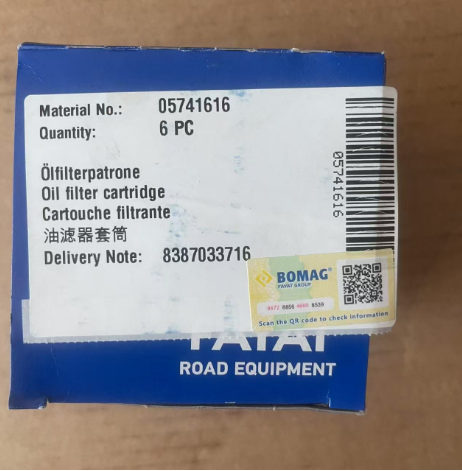 Material No.: 05741616
Quantity: 6 PC
Ölfilterpatrone
Oil filter cartridge
Cartouche filtrante
油滤器套筒
Delivery Note: 8387033716
05741616
BOMAG
FAYAT GROUP
Scan the QR code to check information
FAYAT
ROAD EQUIPMENT